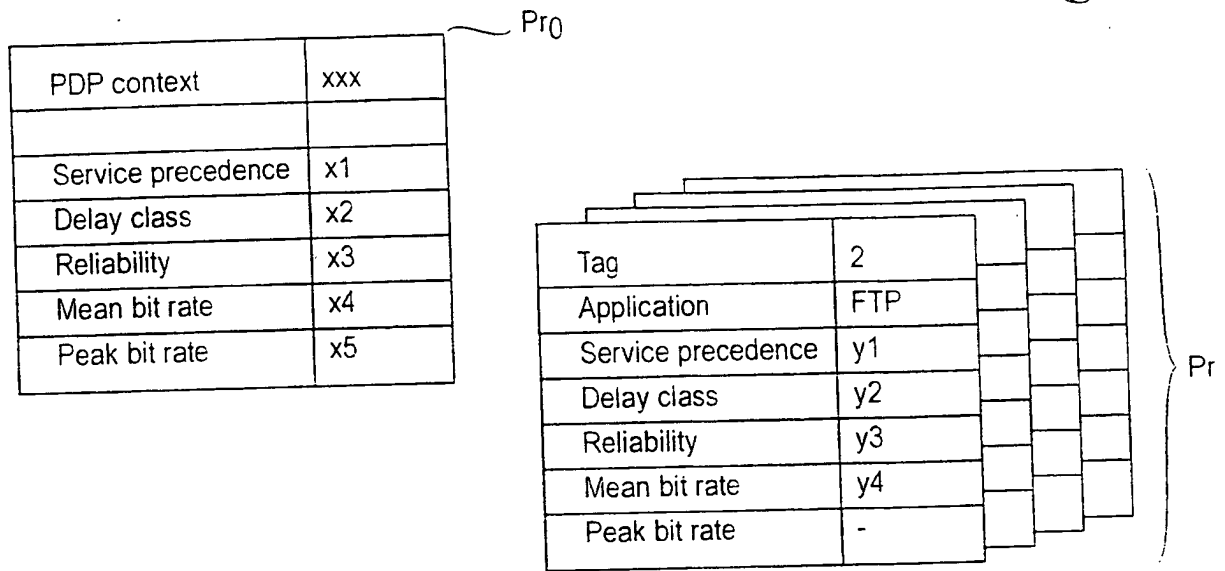 Pr0
PDP context xxx
Service precedence x1
Delay class x2
Reliability x3
Mean bit rate x4
Peak bit rate x5
Tag 2
Application FTP
Service precedence y1
Delay class y2
Reliability y3
Mean bit rate y4
Peak bit rate -
Pr